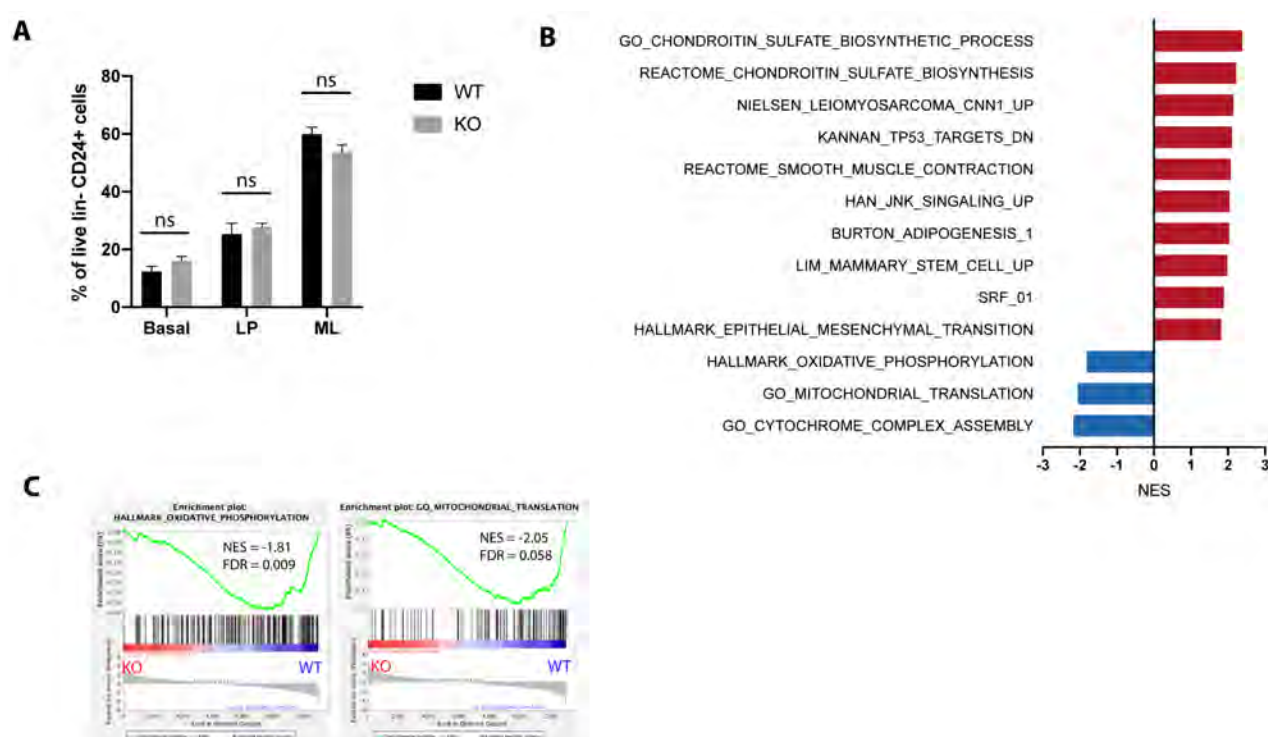 A
% of live lin- CD24+ cells
80
60
40
20
0
ns
ns
ns
Basal
LP
ML
WT
KO
B
GO_CHONDROITIN_SULFATE_BIOSYNTHETIC_PROCESS
REACTOME_CHONDROITIN_SULFATE_BIOSYNTHESIS
NIELSEN_LEIOMYOSARCOMA_CNN1_UP
KANNAN_TP53_TARGETS_DN
REACTOME_SMOOTH_MUSCLE_CONTRACTION
HAN_JNK_SINGALING_UP
BURTON_ADIPOGENESIS_1
LIM_MAMMARY_STEM_CELL_UP
SRF_01
HALLMARK_EPITHELIAL_MESENCHYMAL_TRANSITION
HALLMARK_OXIDATIVE_PHOSPHORYLATION
GO_MITOCHONDRIAL_TRANSLATION
GO_CYTOCHROME_COMPLEX_ASSEMBLY
-3 -2 -1 0 1 2 3
NES
C
Enrichment plot:
HALLMARK_OXIDATIVE_PHOSPHORYLATION
NES = -1.81
FDR = 0.009
KO
WT
Enrichment plot: GO_MITOCHONDRIAL_TRANSLATION
NES = -2.05
FDR = 0.058
KO
WT